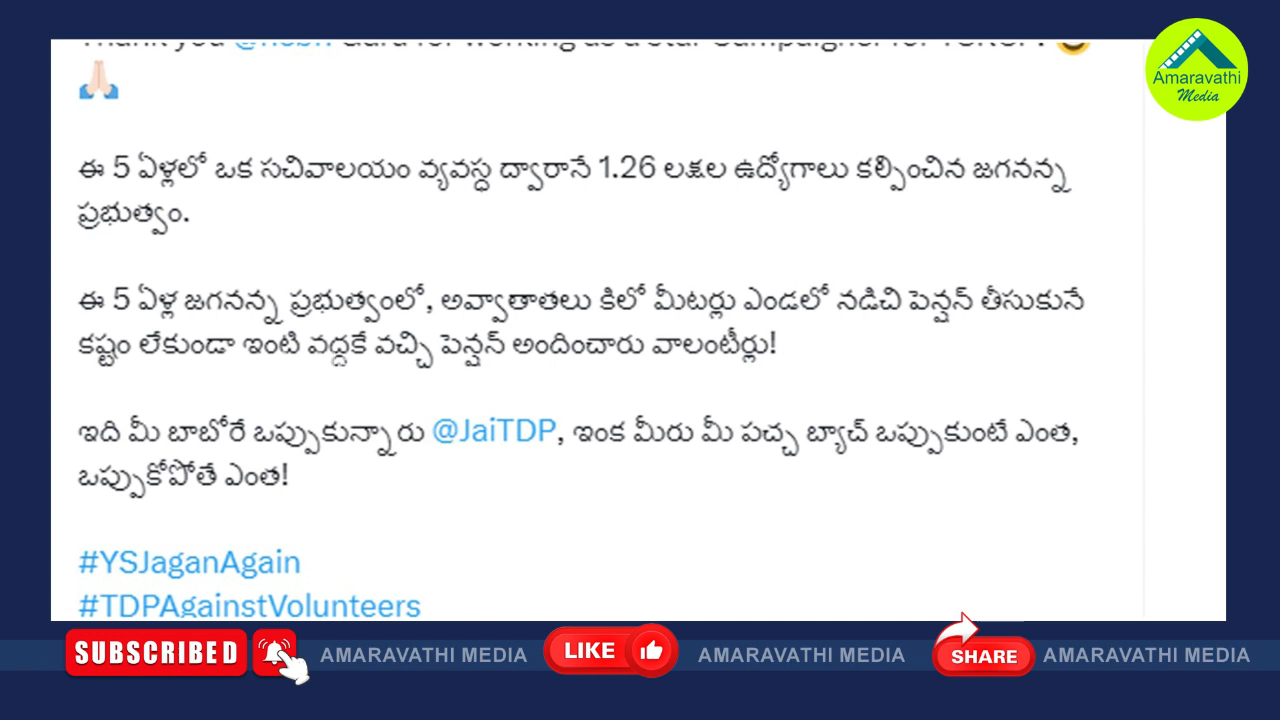 ఈ 5 ఏళ్లలో ఒక సచివాలయం వ్యవస్థ ద్వారానే 1.26 లక్షల ఉద్యోగాలు కల్పించిన జగనన్న
ప్రభుత్వం.
ఈ 5 ఏళ్ల జగనన్న ప్రభుత్వంలో, అవ్వాతాతలు కిలో మీటర్లు ఎండలో నడిచి పెన్షన్ తీసుకునే
కష్టం లేకుండా ఇంటి వద్దకే వచ్చి పెన్షన్ అందించారు వాలంటీర్లు!
ఇది మీ బాబోరే ఒప్పుకున్నారు @JaiTDP, ఇంక మీరు మీ పచ్చ బ్యాచ్ ఒప్పుకుంటే ఎంత,
ఒప్పుకోపోతే ఎంత!
#YSJaganAgain
#TDPAgainstVolunteers
Amaravathi
Media
SUBSCRIBED
AMARAVATHI MEDIA
LIKE
AMARAVATHI MEDIA
SHARE
AMARAVATHI MEDIA